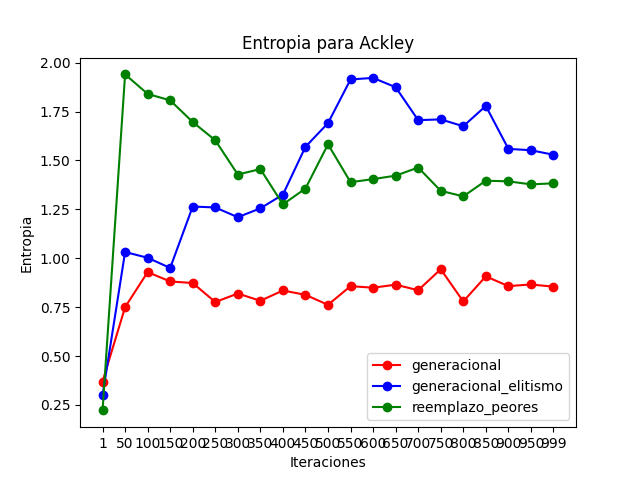 Entropia para Ackley
2.00
1.75
1.50
1.25
1.00
0.75
0.50
0.25
Entropia
generacional
generacional_elitismo
reemplazo_peores
1 50 100 150 200 250 300 350 400 450 500 550 600 650 700 750 800 850 900 950 999
Iteraciones